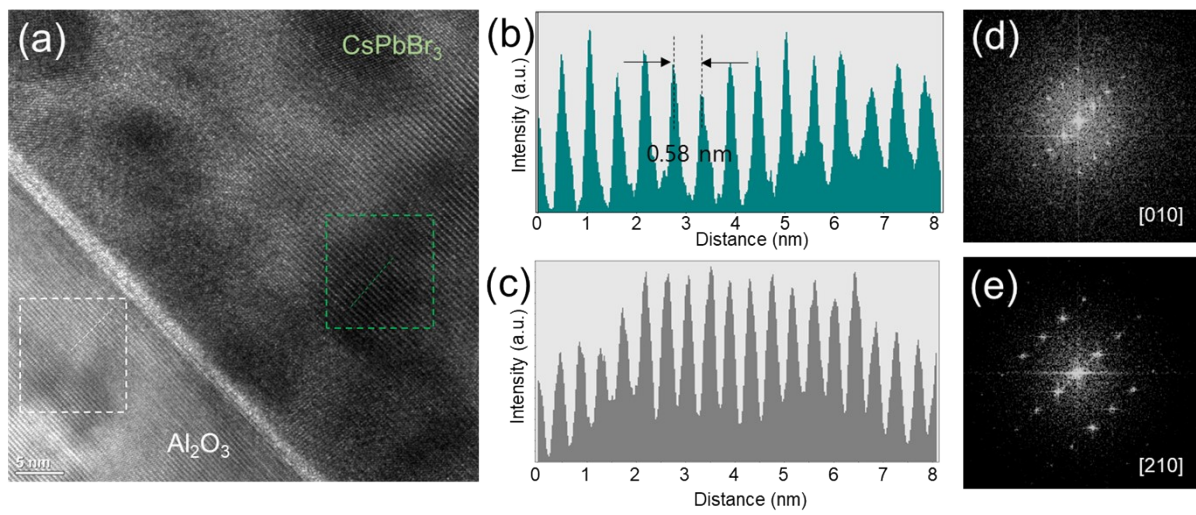 (a)
CsPbBr₃
Al₂O₃
5 nm
(b)
Intensity (a.u.)
0.58 nm
0 1 2 3 4 5 6 7 8
Distance (nm)
(c)
Intensity (a.u.)
0 1 2 3 4 5 6 7 8
Distance (nm)
(d)
[010]
(e)
[210]